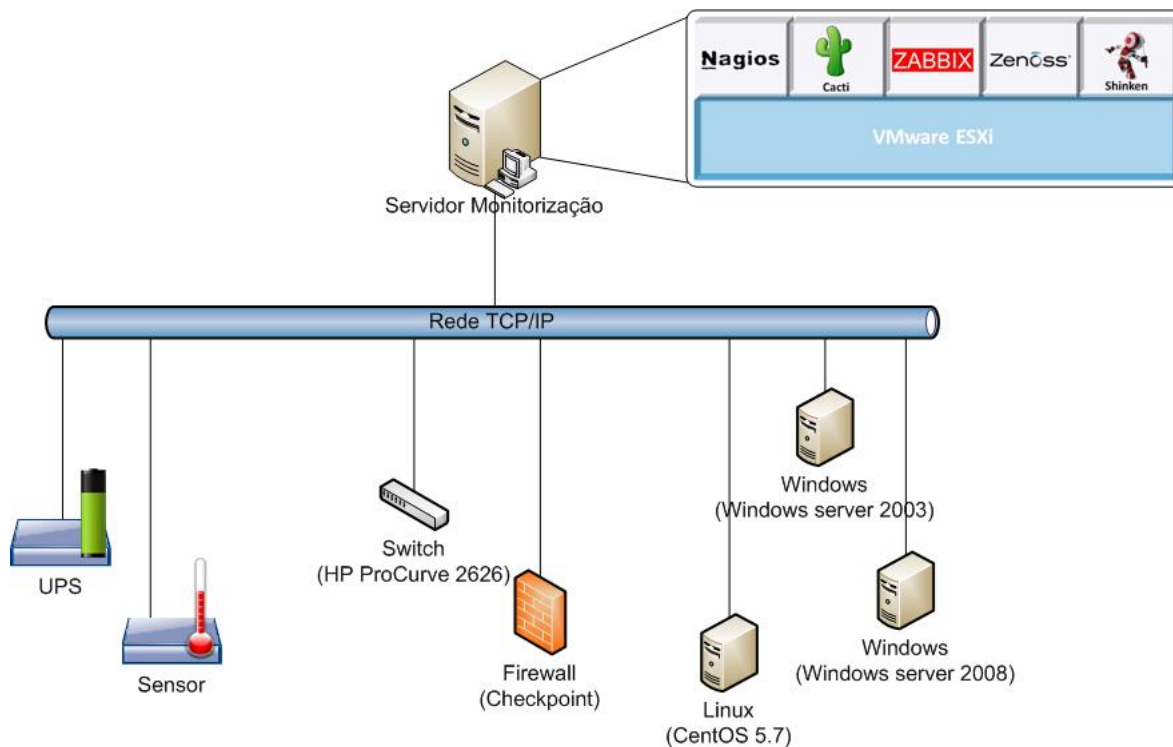 Nagios
Cacti
ZABBIX
Zenoss
Shinken
VMware ESXi
Servidor Monitorização
Rede TCP/IP
Windows
(Windows server 2003)
Switch
(HP ProCurve 2626)
UPS
Firewall
(Checkpoint)
Windows
(Windows server 2008)
Sensor
Linux
(CentOS 5.7)